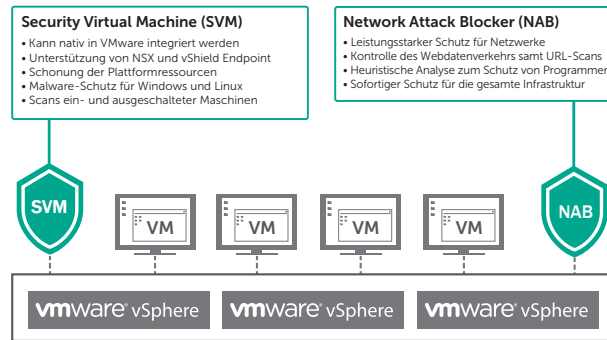 Security Virtual Machine (SVM)
• Kann nativ in VMware integriert werden
• Unterstützung von NSX und vShield Endpoint
• Schonung der Plattformressourcen
• Malware-Schutz für Windows und Linux
• Scans ein- und ausgeschalteter Maschinen
Network Attack Blocker (NAB)
• Leistungsstarker Schutz für Netzwerke
• Kontrolle des Webdatenverkehrs samt URL-Scans
• Heuristische Analyse zum Schutz von Programmen
• Sofortiger Schutz für die gesamte Infrastruktur
SVM
VM
VM
VM
VM
NAB
vmware® vSphere
vmware® vSphere
vmware® vSphere